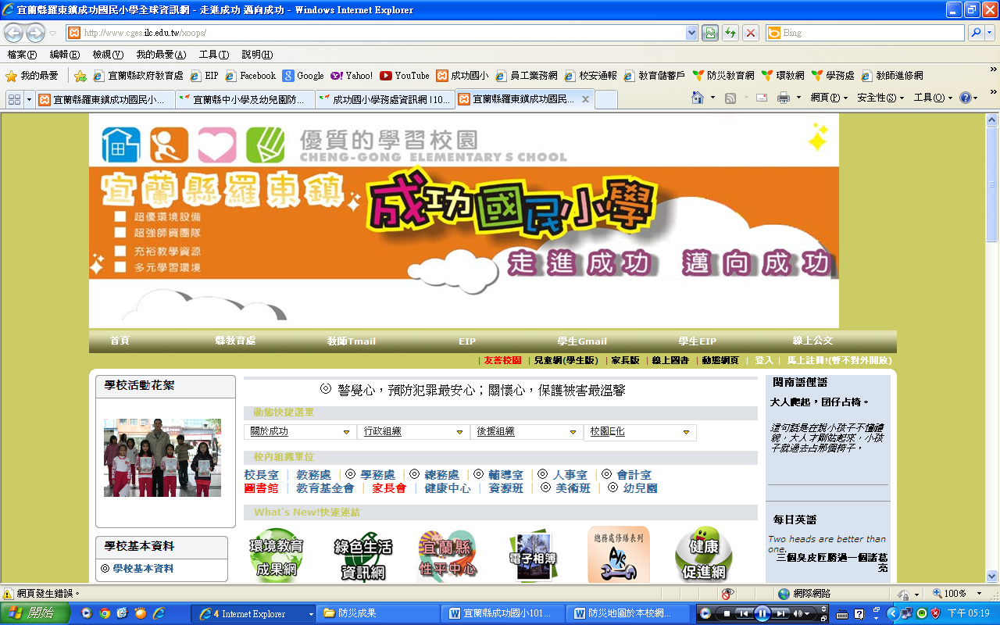 宜蘭縣羅東鎮成功國民小學全球資訊網 - 走進成功 邁向成功 - Windows Internet Explorer
http://www.cges.ilc.edu.tw/xoops/
Bing
檔案(F) 編輯(E) 檢視(V) 我的最愛(A) 工具(T) 說明(H)
我的最愛 宜蘭縣政府教育處 EIP Facebook Google Yahoo! YouTube 成功國小 員工業務網 校安通報 教育儲蓄戶 防災教育網 環教網 學務處 教師進修網
宜蘭縣羅東鎮成功國民小... 宜蘭縣中小學及幼兒園防... 成功國小學務處資訊網 | 10... 宜蘭縣羅東鎮成功國民... 網頁(P) 安全性(S) 工具(O)
優質的學習校園
CHENG-GONG ELEMENTARY SCHOOL
宜蘭縣羅東鎮 成功國民小學
超優環境設備
超強師資團隊
充裕教學資源
多元學習環境
走進成功 邁向成功
首頁 縣教育處 教師Tmail EIP 學生Gmail 學生EIP 線上公文
| 友善校園 | 兒童網(學生版) | 家長版 | 線上圖書 | 動態網頁 | 登入 | 馬上註冊!(暫不對外開放)
學校活動花絮
學校基本資料
學校基本資料
◎ 警覺心，預防犯罪最安心；關懷心，保護被害最溫馨
動態快捷選單
關於成功 行政組織 後援組織 校園E化
校內組織單位
校長室 | 教務處 | ◎ 學務處 | ◎ 總務處 | ◎ 輔導室 | ◎ 人事室 | ◎ 會計室
圖書館 | 教育基金會 | 家長會 | 健康中心 | 資源班 | ◎ 美術班 | ◎ 幼兒園
What's New!快速連結
環境教育
成果網
綠色生活
資訊網
宜蘭縣
性平中心
電子相簿
總務處修繕表列
健康
促進網
閩南語俚語
大人爬起，囝仔占椅。
這句話是在說小孩子不懂禮
貌，大人才剛站起來，小孩
子就過去占那個椅子，
每日英語
Two heads are better than
one.
三個臭皮匠勝過一個諸葛
亮
網頁發生錯誤。 網際網路 100%
開始 4 Internet Explorer 防災成果 宜蘭縣成功國小101... 防災地圖於本校網... 下午 05:19